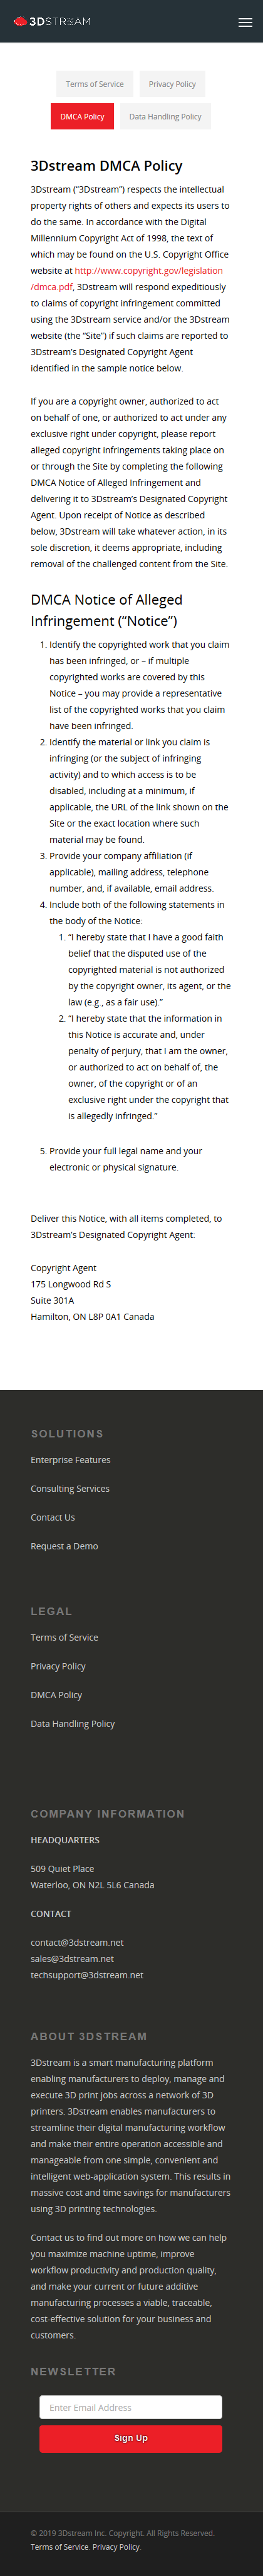 3DSTREAM
Terms of Service
Privacy Policy
DMCA Policy
Data Handling Policy
3Dstream DMCA Policy
3Dstream (“3Dstream”) respects the intellectual
property rights of others and expects its users to
do the same. In accordance with the Digital
Millennium Copyright Act of 1998, the text of
which may be found on the U.S. Copyright Office
website at http://www.copyright.gov/legislation
/dmca.pdf, 3Dstream will respond expeditiously
to claims of copyright infringement committed
using the 3Dstream service and/or the 3Dstream
website (the “Site”) if such claims are reported to
3Dstream’s Designated Copyright Agent
identified in the sample notice below.
If you are a copyright owner, authorized to act
on behalf of one, or authorized to act under any
exclusive right under copyright, please report
alleged copyright infringements taking place on
or through the Site by completing the following
DMCA Notice of Alleged Infringement and
delivering it to 3Dstream’s Designated Copyright
Agent. Upon receipt of Notice as described
below, 3Dstream will take whatever action, in its
sole discretion, it deems appropriate, including
removal of the challenged content from the Site.
DMCA Notice of Alleged
Infringement (“Notice”)
1. Identify the copyrighted work that you claim
has been infringed, or – if multiple
copyrighted works are covered by this
Notice – you may provide a representative
list of the copyrighted works that you claim
have been infringed.
2. Identify the material or link you claim is
infringing (or the subject of infringing
activity) and to which access is to be
disabled, including at a minimum, if
applicable, the URL of the link shown on the
Site or the exact location where such
material may be found.
3. Provide your company affiliation (if
applicable), mailing address, telephone
number, and, if available, email address.
4. Include both of the following statements in
the body of the Notice:
1. “I hereby state that I have a good faith
belief that the disputed use of the
copyrighted material is not authorized
by the copyright owner, its agent, or the
law (e.g., as a fair use).”
2. “I hereby state that the information in
this Notice is accurate and, under
penalty of perjury, that I am the owner,
or authorized to act on behalf of, the
owner, of the copyright or of an
exclusive right under the copyright that
is allegedly infringed.”
5. Provide your full legal name and your
electronic or physical signature.
Deliver this Notice, with all items completed, to
3Dstream’s Designated Copyright Agent:
Copyright Agent
175 Longwood Rd S
Suite 301A
Hamilton, ON L8P 0A1 Canada
SOLUTIONS
Enterprise Features
Consulting Services
Contact Us
Request a Demo
LEGAL
Terms of Service
Privacy Policy
DMCA Policy
Data Handling Policy
COMPANY INFORMATION
HEADQUARTERS
509 Quiet Place
Waterloo, ON N2L 5L6 Canada
CONTACT
contact@3dstream.net
sales@3dstream.net
techsupport@3dstream.net
ABOUT 3DSTREAM
3Dstream is a smart manufacturing platform
enabling manufacturers to deploy, manage and
execute 3D print jobs across a network of 3D
printers. 3Dstream enables manufacturers to
streamline their digital manufacturing workflow
and make their entire operation accessible and
manageable from one simple, convenient and
intelligent web-application system. This results in
massive cost and time savings for manufacturers
using 3D printing technologies.
Contact us to find out more on how we can help
you maximize machine uptime, improve
workflow productivity and production quality,
and make your current or future additive
manufacturing processes a viable, traceable,
cost-effective solution for your business and
customers.
NEWSLETTER
Enter Email Address
Sign Up
© 2019 3Dstream Inc. Copyright. All Rights Reserved.
Terms of Service. Privacy Policy.